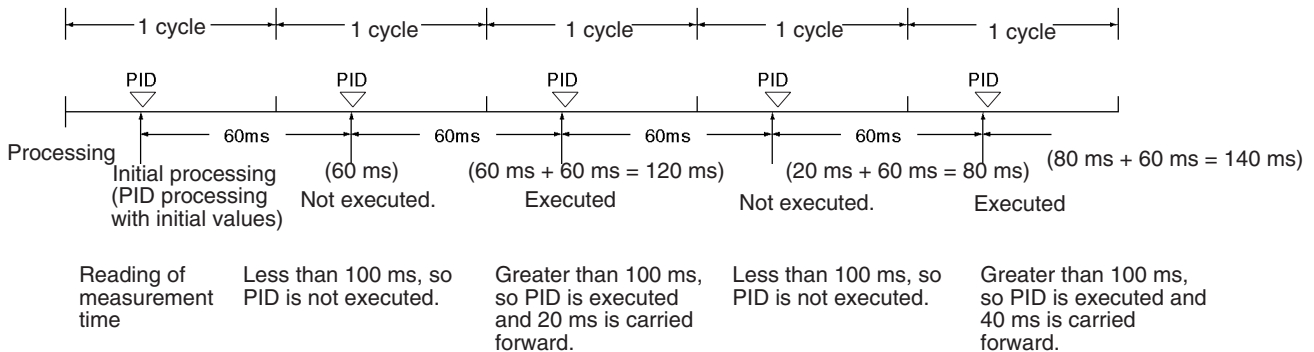 1 cycle 1 cycle 1 cycle 1 cycle 1 cycle
PID PID PID PID PID
60ms 60ms 60ms 60ms
Processing
Initial processing
(PID processing
with initial values)
(60 ms)
Not executed.
(60 ms + 60 ms = 120 ms)
Executed
(20 ms + 60 ms = 80 ms)
Not executed.
(80 ms + 60 ms = 140 ms)
Executed
Reading of
measurement
time
Less than 100 ms, so
PID is not executed.
Greater than 100 ms,
so PID is executed
and 20 ms is carried
forward.
Less than 100 ms, so
PID is not executed.
Greater than 100 ms,
so PID is executed and
40 ms is carried
forward.